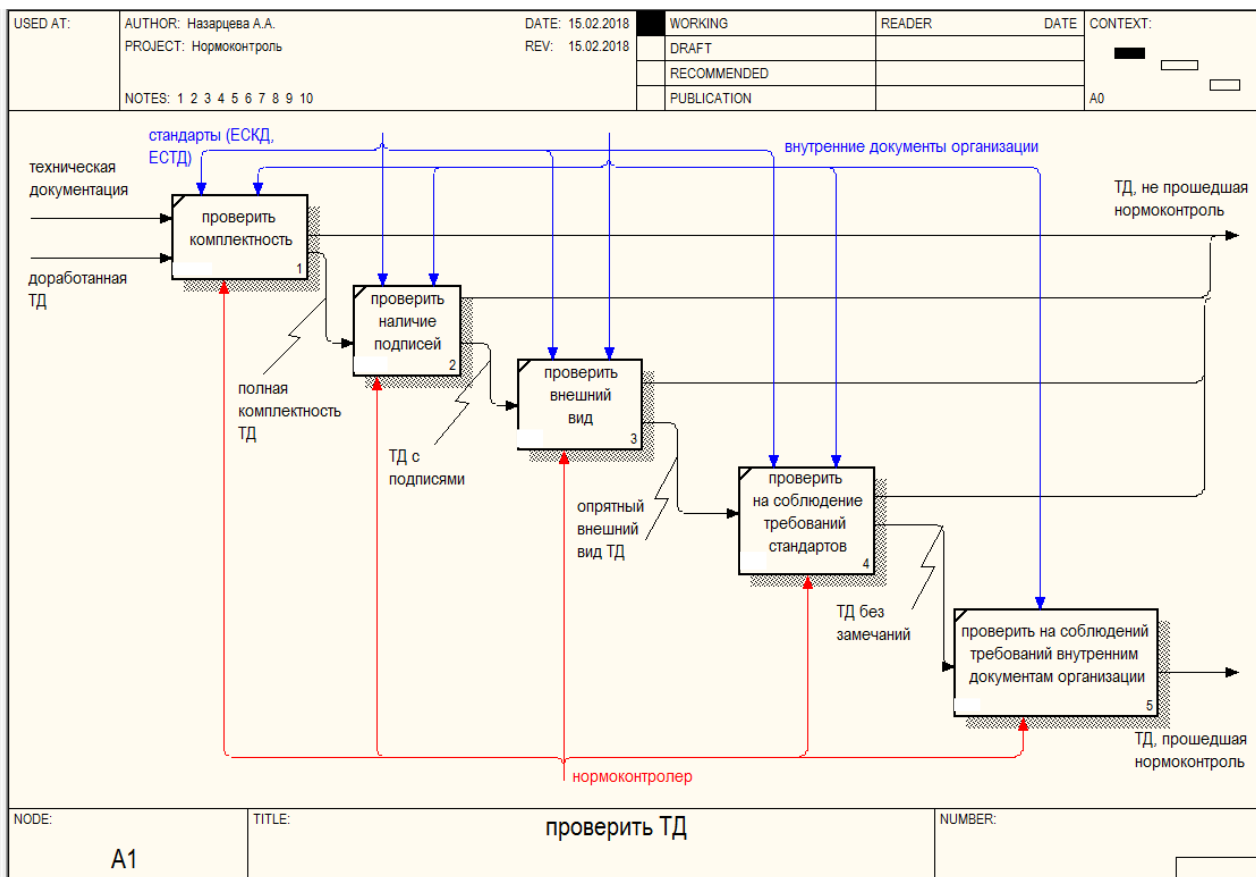 USED AT:
AUTHOR: Назарцева А.А.
DATE: 15.02.2018
PROJECT: Нормоконтроль
REV: 15.02.2018
NOTES: 1 2 3 4 5 6 7 8 9 10
WORKING
DRAFT
RECOMMENDED
PUBLICATION
READER
DATE
CONTEXT:
A0
стандарты (ЕСКД,
ЕСТД)
внутренние документы организации
техническая
документация
доработанная
ТД
проверить
комплектность
1
ТД, не прошедшая
нормоконтроль
полная
комплектность
ТД
проверить
наличие
подписей
2
ТД с
подписями
проверить
внешний
вид
3
опрятный
внешний
вид ТД
проверить
на соблюдение
требований
стандартов
4
ТД без
замечаний
проверить на соблюдений
требований внутренним
документам организации
5
ТД, прошедшая
нормоконтроль
нормоконтролер
NODE:
A1
TITLE:
проверить ТД
NUMBER: